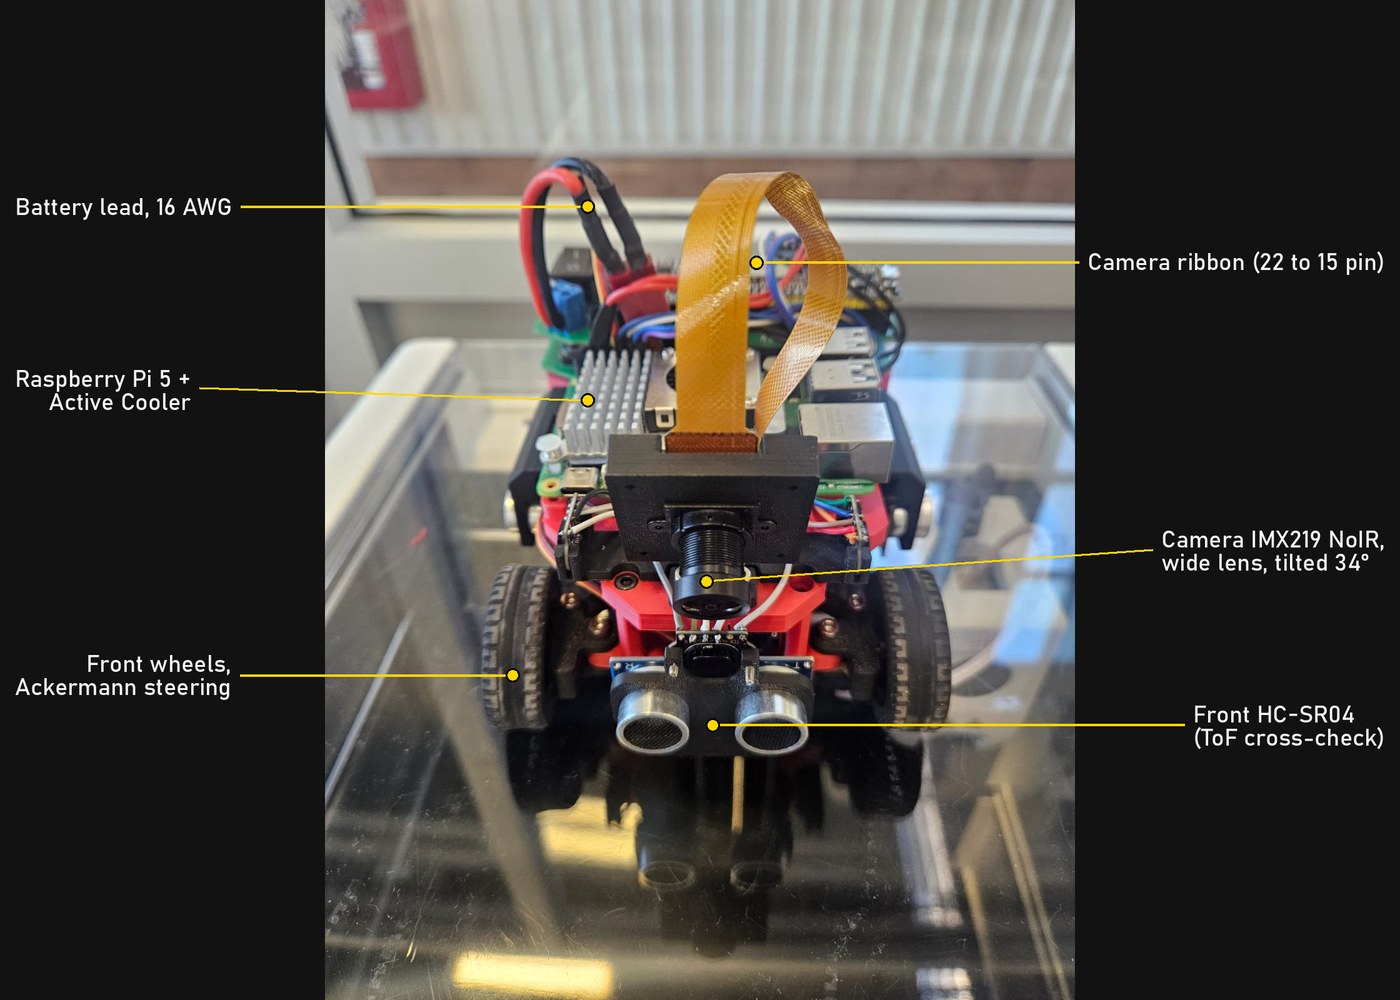 Battery lead, 16 AWG
Camera ribbon (22 to 15 pin)
Raspberry Pi 5 +
Active Cooler
Camera IMX219 NoIR,
wide lens, tilted 34°
Front wheels,
Ackermann steering
Front HC-SR04
(ToF cross-check)